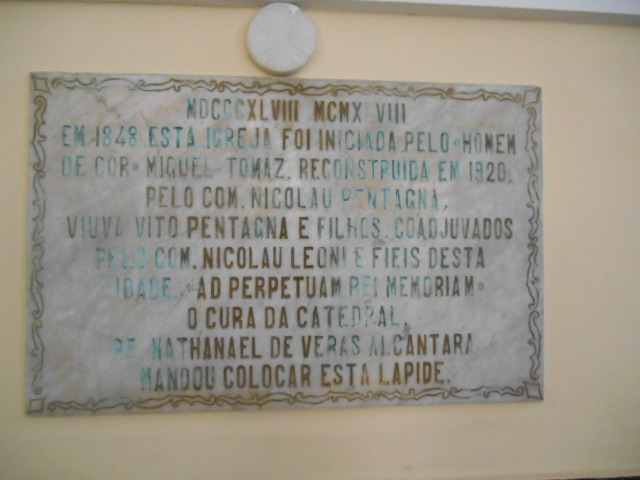 MDCCCXLVIII MCMXLVIII
EM 1848 ESTA IGREJA FOI INICIADA PELO «HOMEM
DE COR» MIGUEL TOMAZ. RECONSTRUIDA EM 1920,
PELO COM. NICOLAU PENTAGNA,
VIUVA VITO PENTAGNA E FILHOS. COADJUVADOS
PELO COM. NICOLAU LEONI E FIEIS DESTA
CIDADE. «AD PERPETUAM REI MEMORIAM»
O CURA DA CATEDRAL,
PE. NATHANAEL DE VERAS ALCANTARA
MANDOU COLOCAR ESTA LAPIDE.